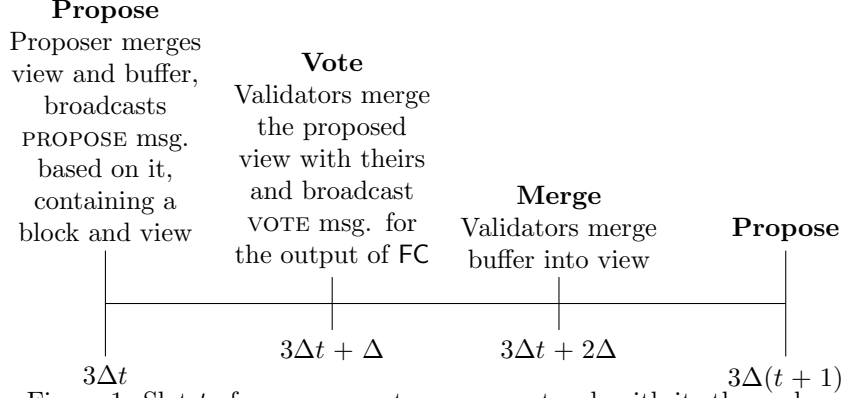 Propose
Proposer merges
view and buffer,
broadcasts
PROPOSE msg.
based on it,
containing a
block and view
Vote
Validators merge
the proposed
view with theirs
and broadcast
VOTE msg. for
the output of FC
Merge
Validators merge
buffer into view
Propose
3Δt
3Δt + Δ
3Δt + 2Δ
3Δ(t + 1)